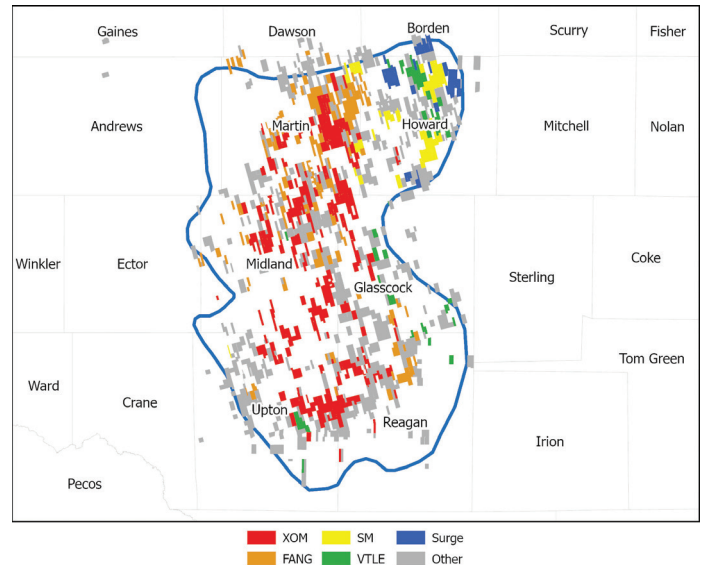 Gaines Dawson Borden Scurry Fisher
Andrews Martin Howard Mitchell Nolan
Winkler Ector Midland Glasscock Sterling Coke
Ward Crane Upton Reagan Irion Tom Green
Pecos
XOM SM Surge
FANG VTLE Other